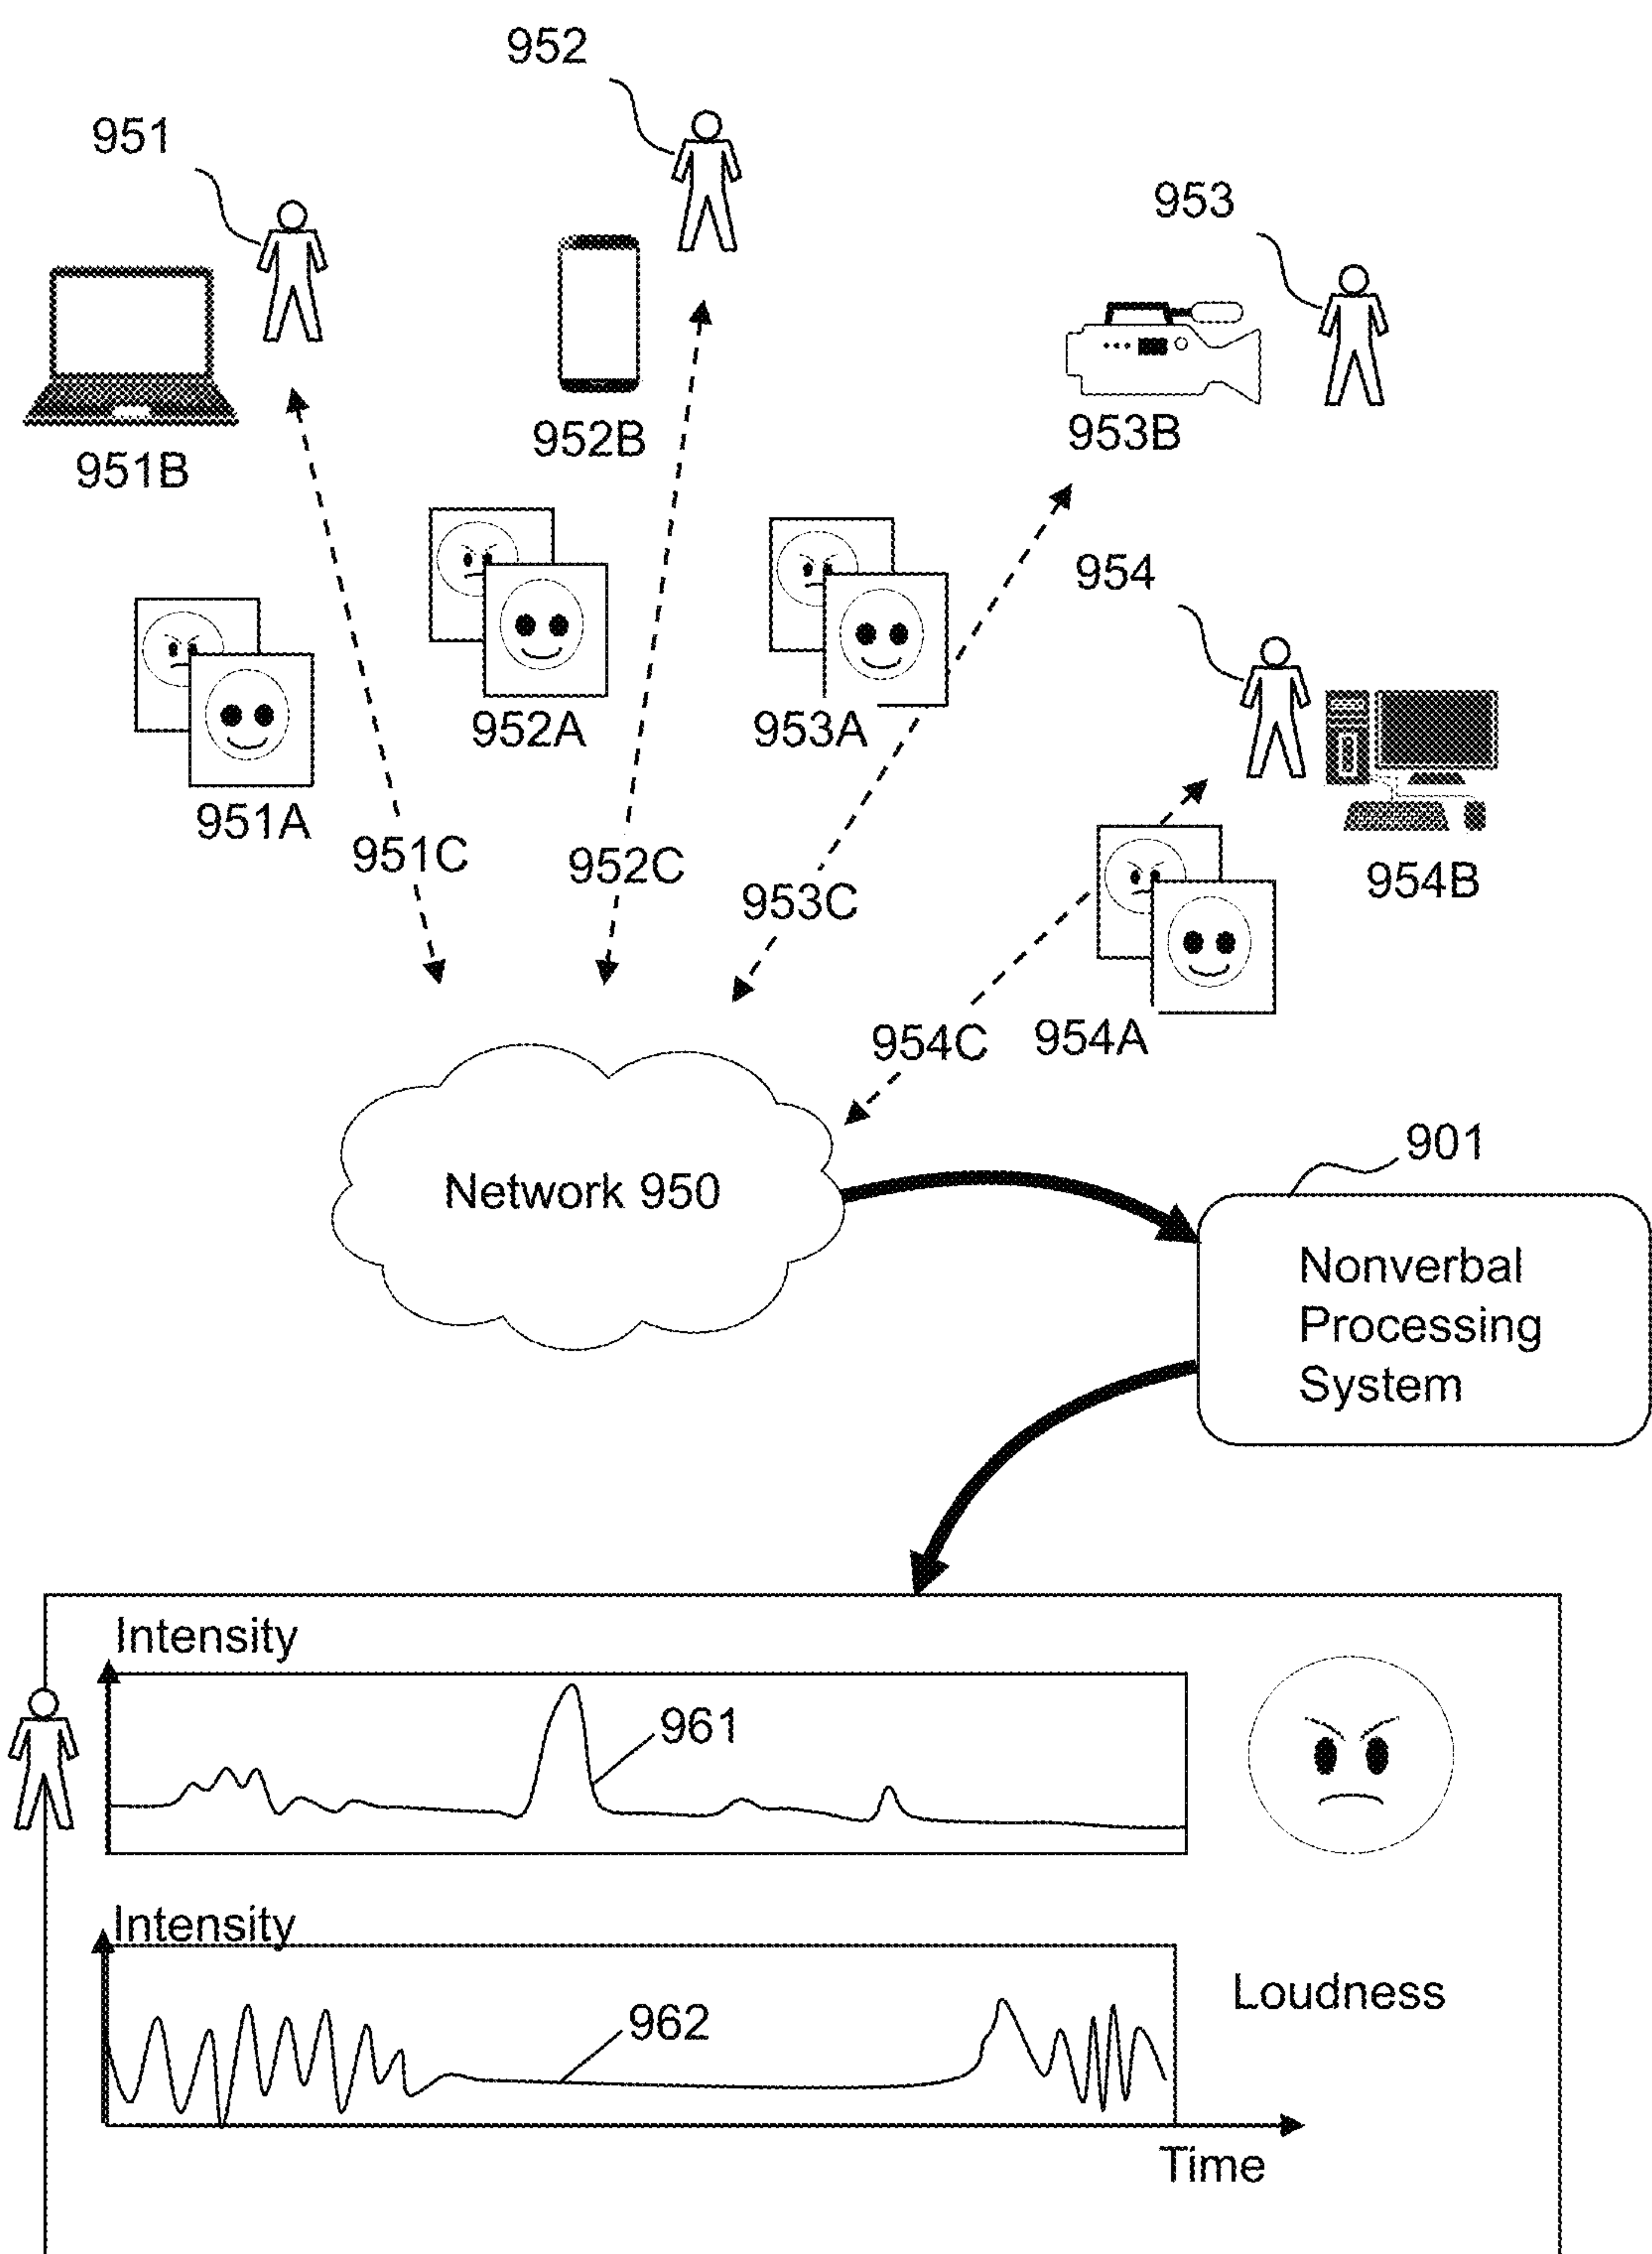 952
951
953
952B
953B
951B
954
952A
953A
951A
951C
952C
954B
953C
954C
954A
901
Network 950
Nonverbal
Processing
System
Intensity
961
Intensity
Loudness
962
Time